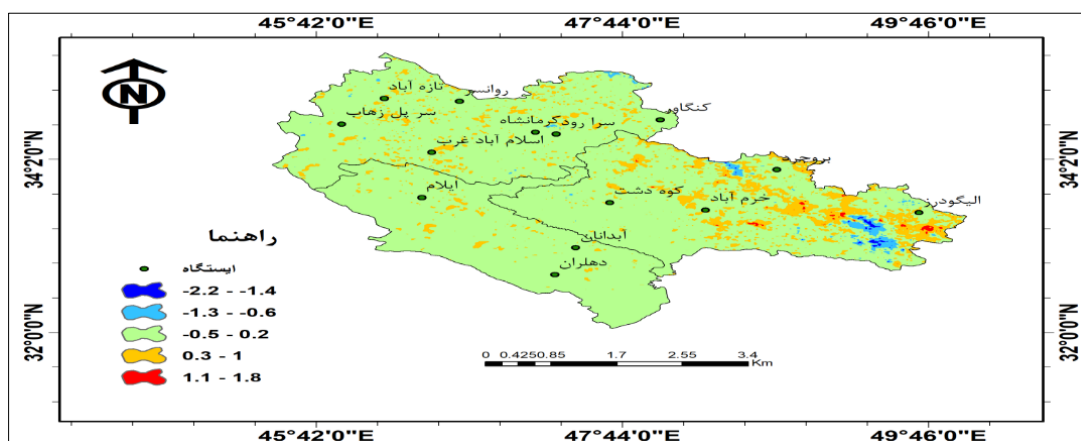 45°42'0"E 47°44'0"E 49°46'0"E
34°2'0"N
34°2'0"N
32°0'0"N
32°0'0"N
N
تازه آباد
روانسر
سر پل زهاب
کنگاور
سرا رود
کرمانشاه
اسلام آباد غرب
بروجرد
ایلام
کوه دشت
خرم آباد
الیگودرز
آبدانان
دهلران
راهنما
ایستگاه
-2.2 - -1.4
-1.3 - -0.6
-0.5 - 0.2
0.3 - 1
1.1 - 1.8
0 0.425 0.85 1.7 2.55 3.4
Km
45°42'0"E 47°44'0"E 49°46'0"E